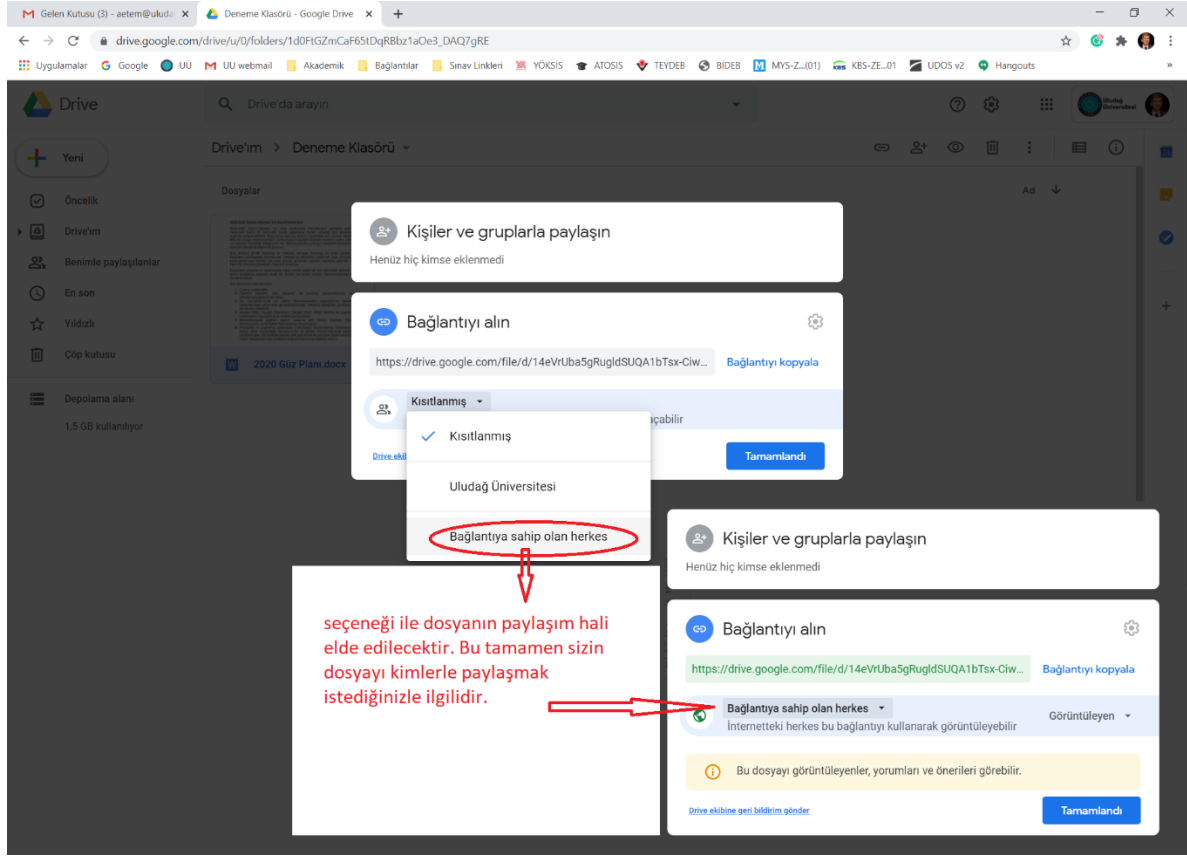 Gelen Kutusu (3) - aetem@uluda
Deneme Klasörü - Google Drive
drive.google.com/drive/u/0/folders/1d0FtGZmCaF65tDqRBbz1aOe3_DAQ7gRE
Uygulamalar Google UÜ UU webmail Akademik Bağlantılar Sınav Linkleri YÖKSİS ATOSIS TEYDEB BİDEB MYS-Z...(01) KBS-ZE...01 UDOS v2 Hangouts »
Drive
Drive'da arayın
Uludağ Üniversitesi
Yeni
Drive'ım > Deneme Klasörü
Dosyalar
Ad
Öncelik
Drive'ım
Benimle paylaşılanlar
En son
Yıldızlı
Çöp kutusu
Depolama alanı
1,5 GB kullanılıyor
2020 Güz Planı.docx
Kişiler ve gruplarla paylaşın
Henüz hiç kimse eklenmedi
Bağlantıyı alın
https://drive.google.com/file/d/14eVrUba5gRugldSUQA1bTsx-Ciw...
Bağlantıyı kopyala
Kısıtlanmış
açabilir
Kısıtlanmış
Drive ekib
Tamamlandı
Uludağ Üniversitesi
Bağlantıya sahip olan herkes
seçeneği ile dosyanın paylaşım hali
elde edilecektir. Bu tamamen sizin
dosyayı kimlerle paylaşmak
istediğinizle ilgilidir.
Kişiler ve gruplarla paylaşın
Henüz hiç kimse eklenmedi
Bağlantıyı alın
https://drive.google.com/file/d/14eVrUba5gRugldSUQA1bTsx-Ciw...
Bağlantıyı kopyala
Bağlantıya sahip olan herkes
İnternetteki herkes bu bağlantıyı kullanarak görüntüleyebilir
Görüntüleyen
Bu dosyayı görüntüleyenler, yorumları ve önerileri görebilir.
Drive ekibine geri bildirim gönder
Tamamlandı